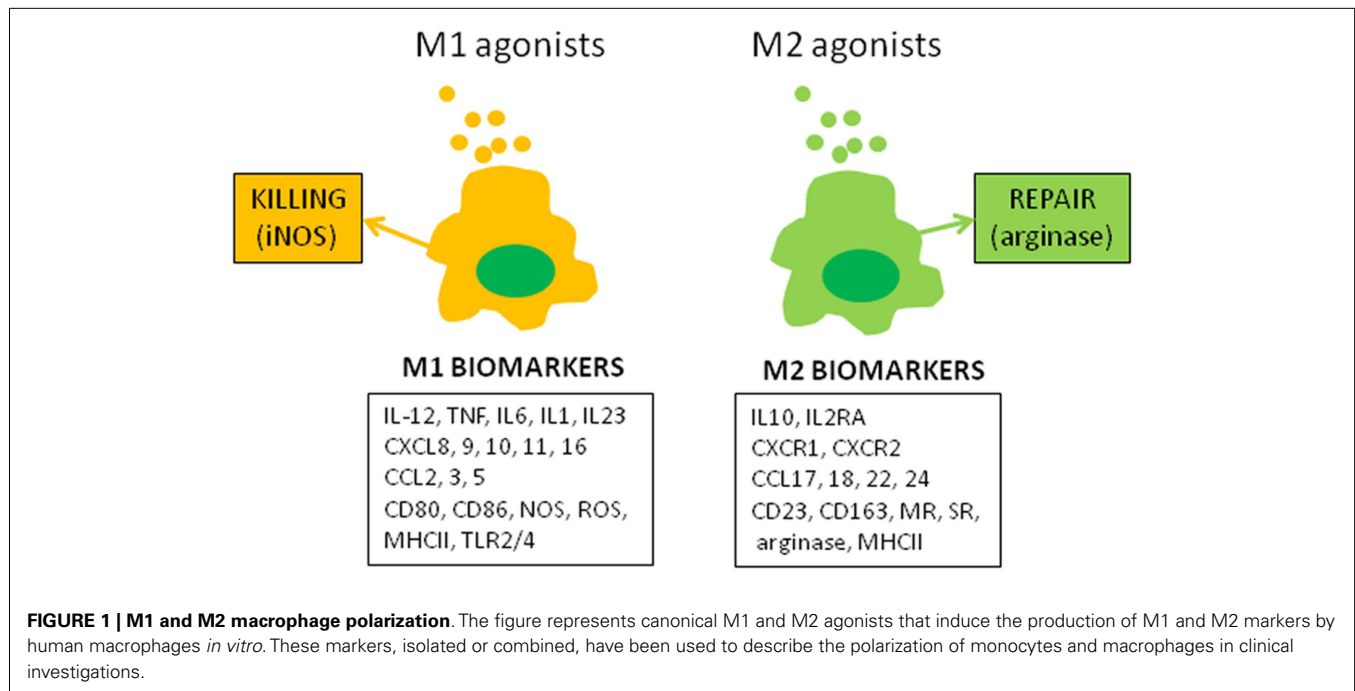 M1 agonists
M2 agonists
KILLING
(iNOS)
REPAIR
(arginase)
M1 BIOMARKERS
IL-12, TNF, IL6, IL1, IL23
CXCL8, 9, 10, 11, 16
CCL2, 3, 5
CD80, CD86, NOS, ROS,
MHCII, TLR2/4
M2 BIOMARKERS
IL10, IL2RA
CXCR1, CXCR2
CCL17, 18, 22, 24
CD23, CD163, MR, SR,
arginase, MHCII
FIGURE 1 | M1 and M2 macrophage polarization. The figure represents canonical M1 and M2 agonists that induce the production of M1 and M2 markers by
human macrophages in vitro. These markers, isolated or combined, have been used to describe the polarization of monocytes and macrophages in clinical
investigations.